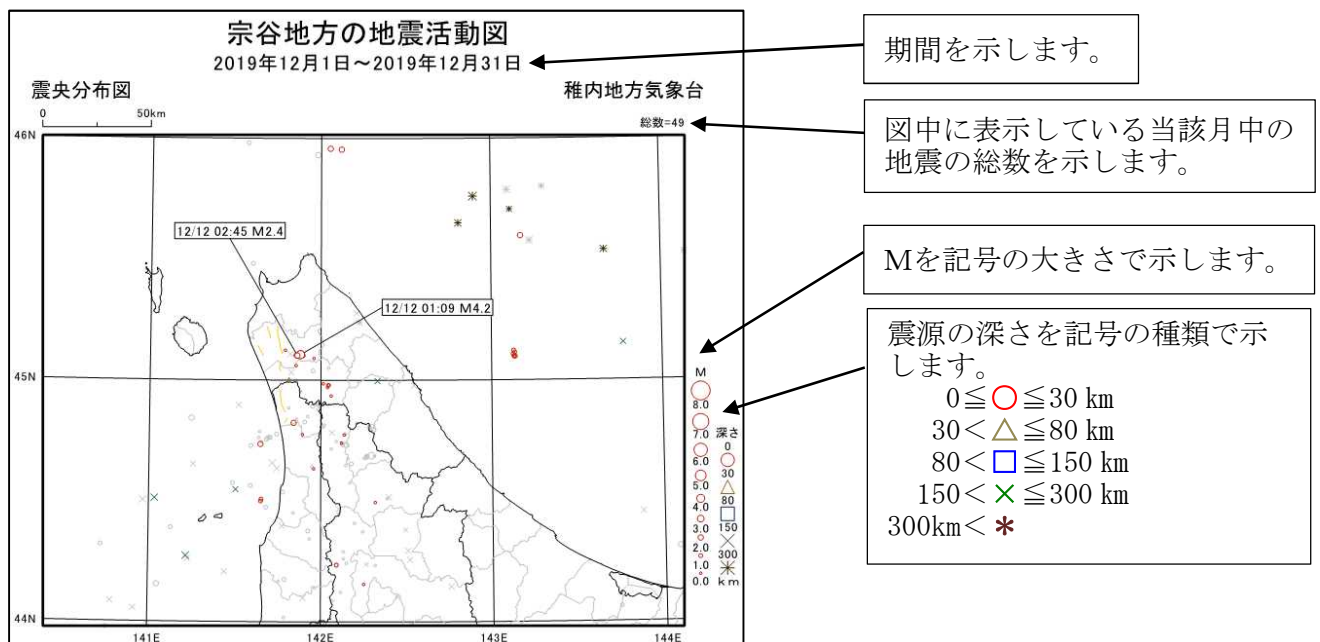 宗谷地方の地震活動図
2019年12月1日～2019年12月31日
震央分布図
稚内地方気象台
0
50km
総数=49
46N
45N
44N
141E
142E
143E
144E
12/12 02:45 M2.4
12/12 01:09 M4.2
M
8.0
7.0
6.0
5.0
4.0
3.0
2.0
1.0
0.0
深さ
0
30
80
150
300
km
期間を示します。
図中に表示している当該月中の
地震の総数を示します。
Mを記号の大きさで示します。
震源の深さを記号の種類で示
します。
0≦○≦30 km
30<△≦80 km
80<□≦150 km
150<×≦300 km
300km<＊